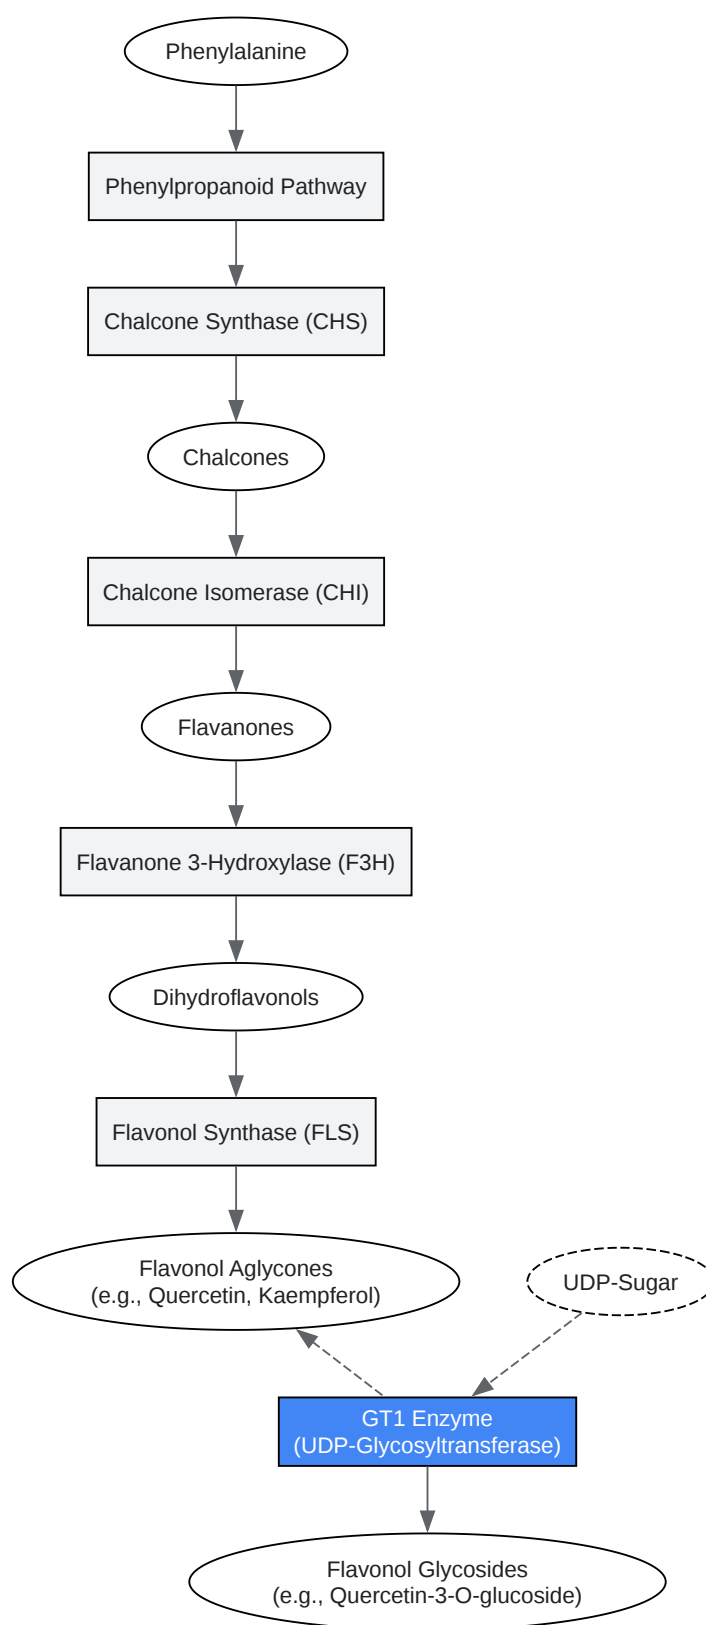 Phenylalanine
Phenylpropanoid Pathway
Chalcone Synthase (CHS)
Chalcones
Chalcone Isomerase (CHI)
Flavanones
Flavanone 3-Hydroxylase (F3H)
Dihydroflavonols
Flavonol Synthase (FLS)
Flavonol Aglycones
(e.g., Quercetin, Kaempferol)
UDP-Sugar
GT1 Enzyme
(UDP-Glycosyltransferase)
Flavonol Glycosides
(e.g., Quercetin-3-O-glucoside)